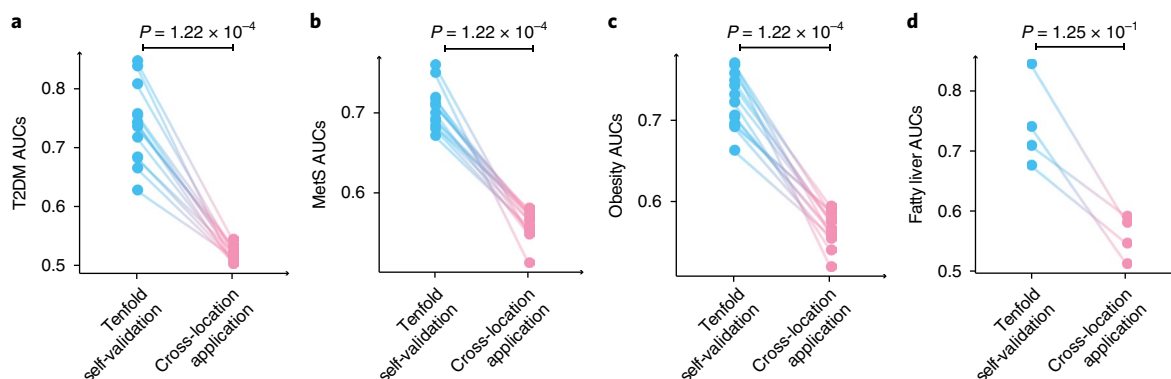 a
P = 1.22 × 10⁻⁴
T2DM AUCs
0.8
0.7
0.6
0.5
Tenfold
self-validation
Cross-location
application
b
P = 1.22 × 10⁻⁴
MetS AUCs
0.7
0.6
Tenfold
self-validation
Cross-location
application
c
P = 1.22 × 10⁻⁴
Obesity AUCs
0.7
0.6
Tenfold
self-validation
Cross-location
application
d
P = 1.25 × 10⁻¹
Fatty liver AUCs
0.8
0.7
0.6
0.5
Tenfold
self-validation
Cross-location
application